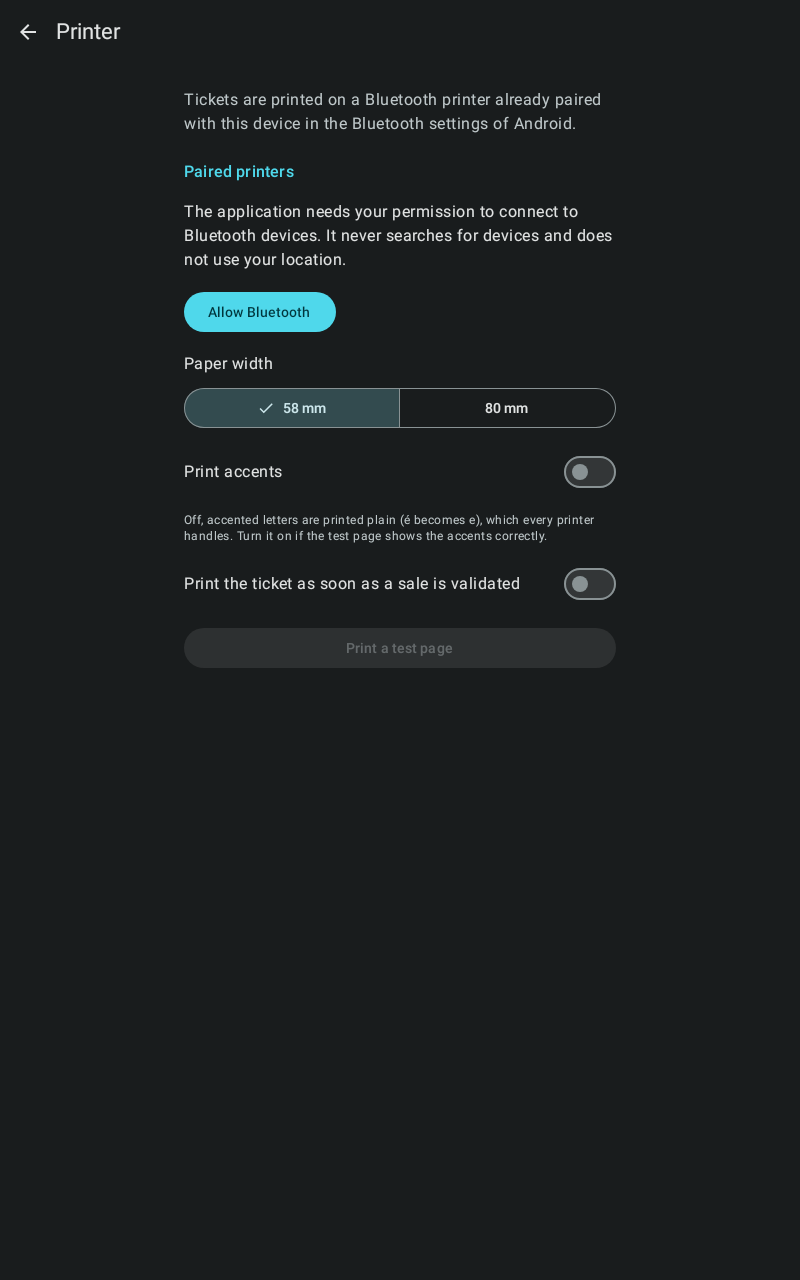 Printer
Tickets are printed on a Bluetooth printer already paired
with this device in the Bluetooth settings of Android.
Paired printers
The application needs your permission to connect to
Bluetooth devices. It never searches for devices and does
not use your location.
Allow Bluetooth
Paper width
58 mm
80 mm
Print accents
Off, accented letters are printed plain (é becomes e), which every printer
handles. Turn it on if the test page shows the accents correctly.
Print the ticket as soon as a sale is validated
Print a test page